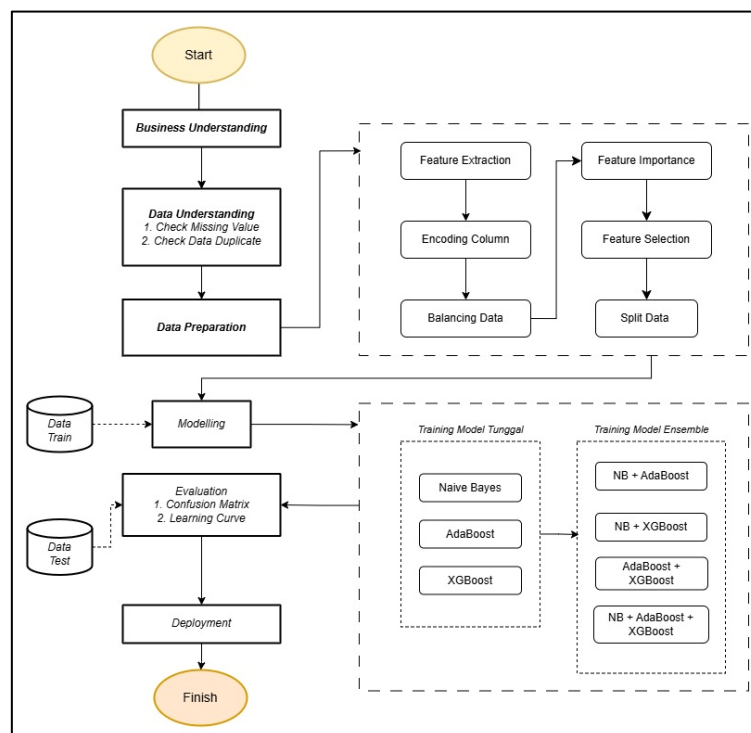 Start
Business Understanding
Data Understanding
1. Check Missing Value
2. Check Data Duplicate
Data Preparation
Feature Extraction
Encoding Column
Balancing Data
Feature Importance
Feature Selection
Split Data
Data
Train
Modelling
Training Model Tunggal
Naive Bayes
AdaBoost
XGBoost
Training Model Ensemble
NB + AdaBoost
NB + XGBoost
AdaBoost +
XGBoost
NB + AdaBoost +
XGBoost
Evaluation
1. Confusion Matrix
2. Learning Curve
Data
Test
Deployment
Finish